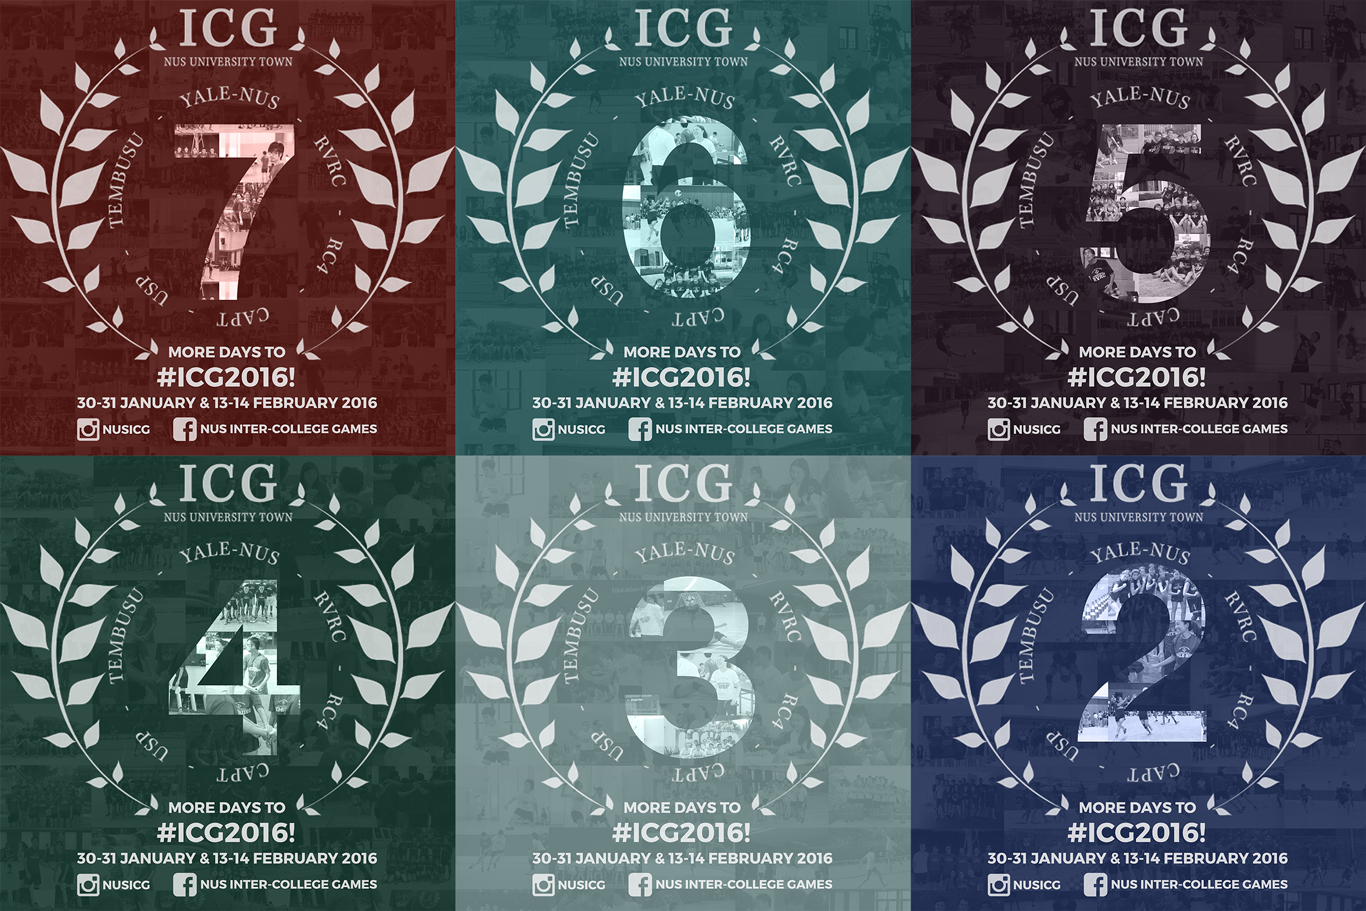 ICG
NUS UNIVERSITY TOWN
YALE-NUS
TEMBUSU
RVRC
7
RC4
USP
CAPT
MORE DAYS TO
#ICG2016!
30-31 JANUARY & 13-14 FEBRUARY 2016
NUSICG
NUS INTER-COLLEGE GAMES
ICG
NUS UNIVERSITY TOWN
YALE-NUS
TEMBUSU
RVRC
6
RC4
USP
CAPT
MORE DAYS TO
#ICG2016!
30-31 JANUARY & 13-14 FEBRUARY 2016
NUSICG
NUS INTER-COLLEGE GAMES
ICG
NUS UNIVERSITY TOWN
YALE-NUS
TEMBUSU
RVRC
5
RC4
USP
CAPT
MORE DAYS TO
#ICG2016!
30-31 JANUARY & 13-14 FEBRUARY 2016
NUSICG
NUS INTER-COLLEGE GAMES
ICG
NUS UNIVERSITY TOWN
YALE-NUS
TEMBUSU
RVRC
4
RC4
USP
CAPT
MORE DAYS TO
#ICG2016!
30-31 JANUARY & 13-14 FEBRUARY 2016
NUSICG
NUS INTER-COLLEGE GAMES
ICG
NUS UNIVERSITY TOWN
YALE-NUS
TEMBUSU
RVRC
3
RC4
USP
CAPT
MORE DAYS TO
#ICG2016!
30-31 JANUARY & 13-14 FEBRUARY 2016
NUSICG
NUS INTER-COLLEGE GAMES
ICG
NUS UNIVERSITY TOWN
YALE-NUS
TEMBUSU
RVRC
2
RC4
USP
CAPT
MORE DAYS TO
#ICG2016!
30-31 JANUARY & 13-14 FEBRUARY 2016
NUSICG
NUS INTER-COLLEGE GAMES